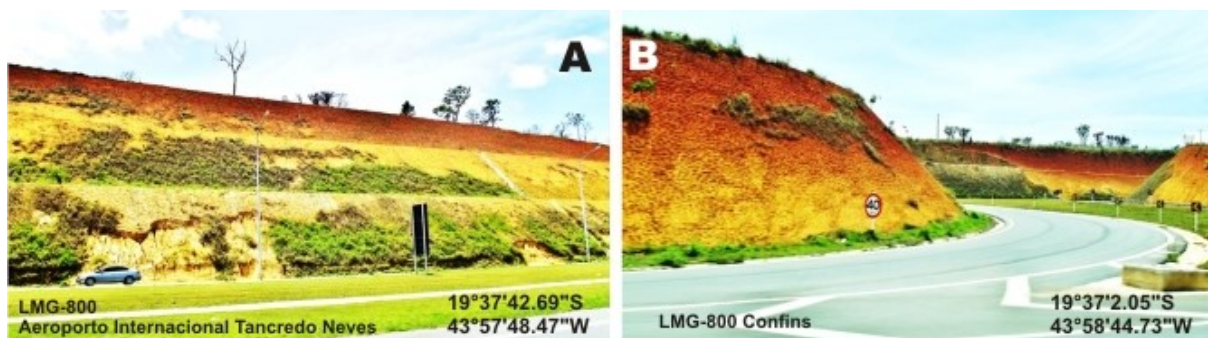 A
LMG-800
Aeroporto Internacional Tancredo Neves
19°37'42.69"S
43°57'48.47"W
B
40
LMG-800 Confins
19°37'2.05"S
43°58'44.73"W